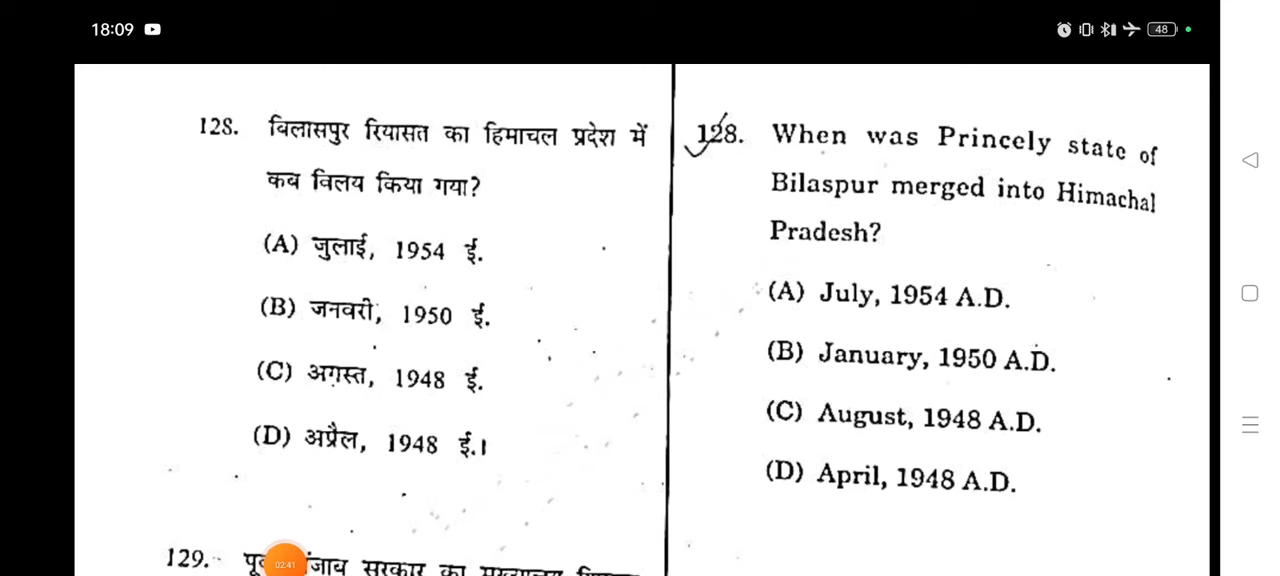 18:09
48
128. बिलासपुर रियासत का हिमाचल प्रदेश में
कब विलय किया गया?
(A) जुलाई, 1954 ई.
(B) जनवरी, 1950 ई.
(C) अगस्त, 1948 ई.
(D) अप्रैल, 1948 ई.।
129.
02:41
128. When was Princely state of
Bilaspur merged into Himachal
Pradesh?
(A) July, 1954 A.D.
(B) January, 1950 A.D.
(C) August, 1948 A.D.
(D) April, 1948 A.D.